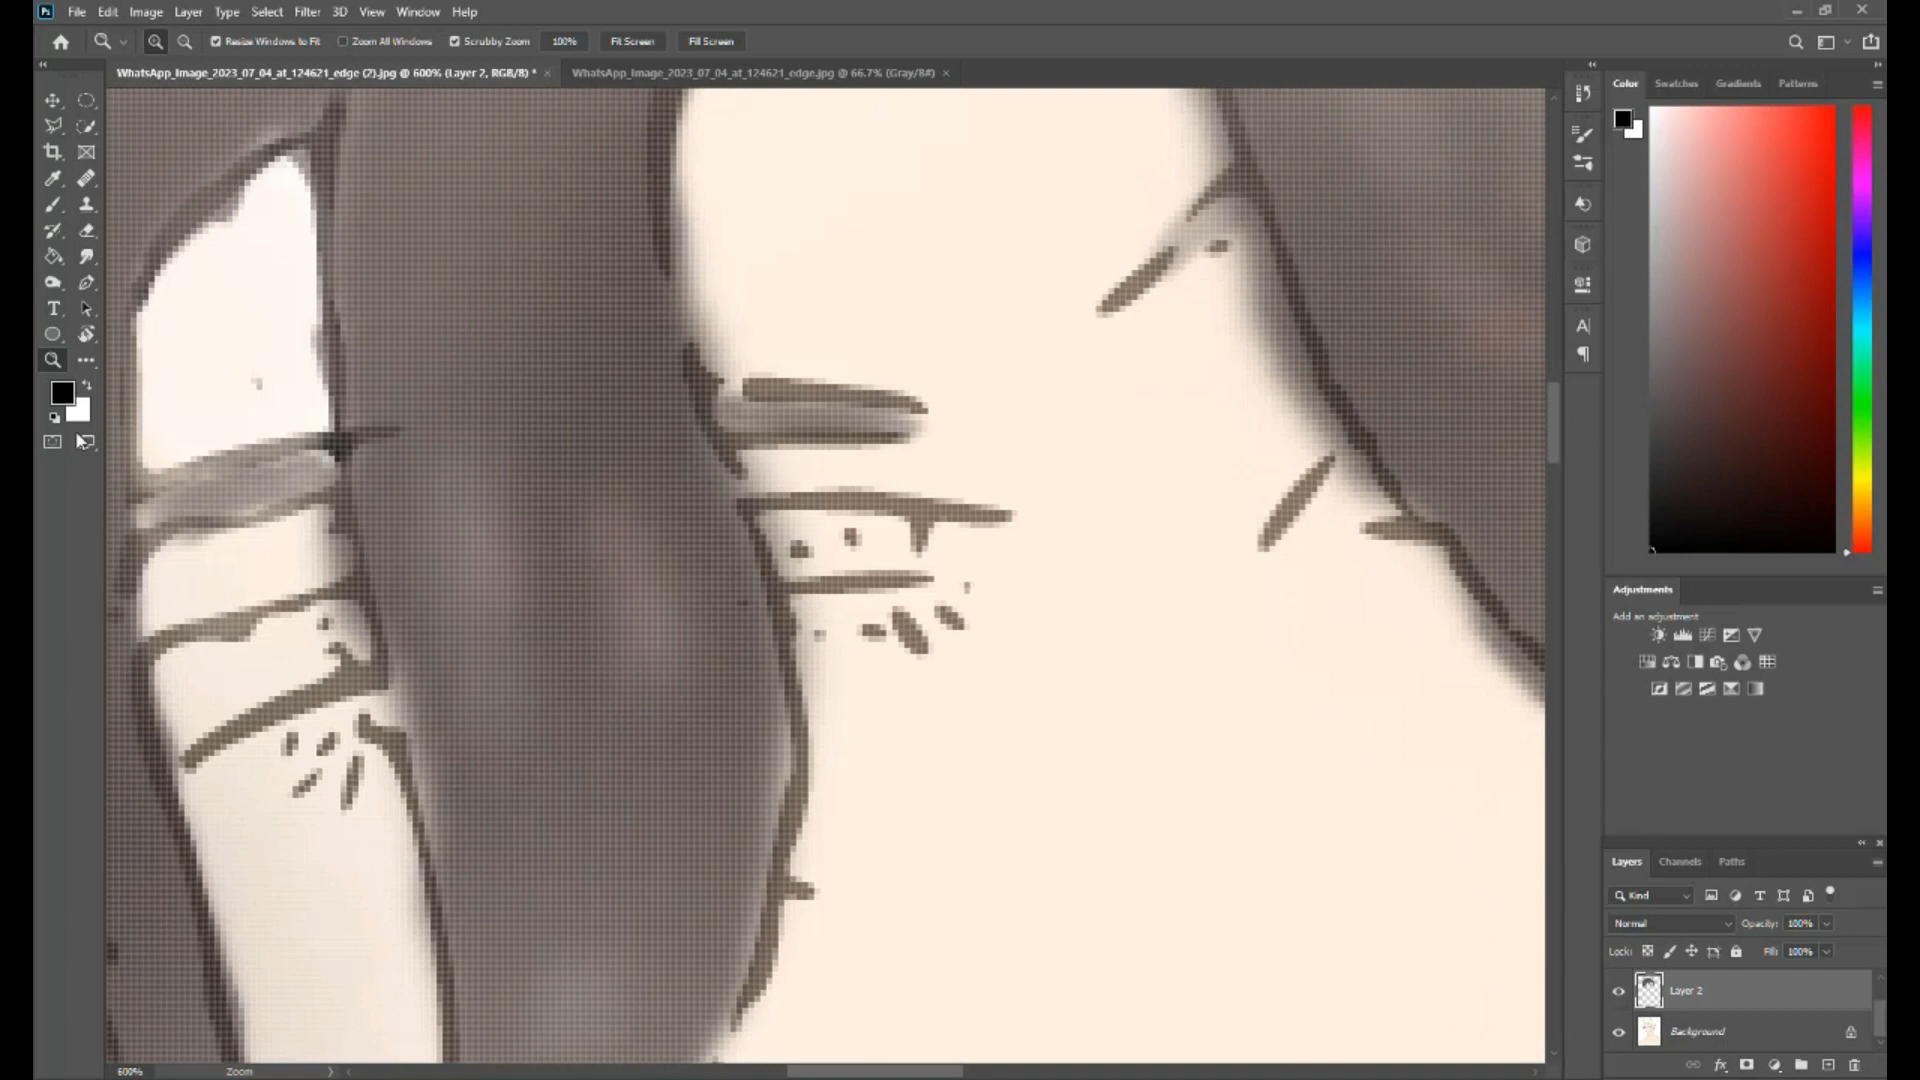 Ps File Edit Image Layer Type Select Filter 3D View Window Help
Resize Windows to Fit Zoom All Windows Scrubby Zoom 100% Fit Screen Fill Screen
WhatsApp_Image_2023_07_04_at_124621_edge (2).jpg @ 600% (Layer 2, RGB/8) * × WhatsApp_Image_2023_07_04_at_124621_edge.jpg @ 66.7% (Gray/8#) ×
Color Swatches Gradients Patterns
Adjustments
Add an adjustment
Layers Channels Paths
Kind
Normal Opacity: 100%
Lock: Fill: 100%
Layer 2
Background
600% Zoom